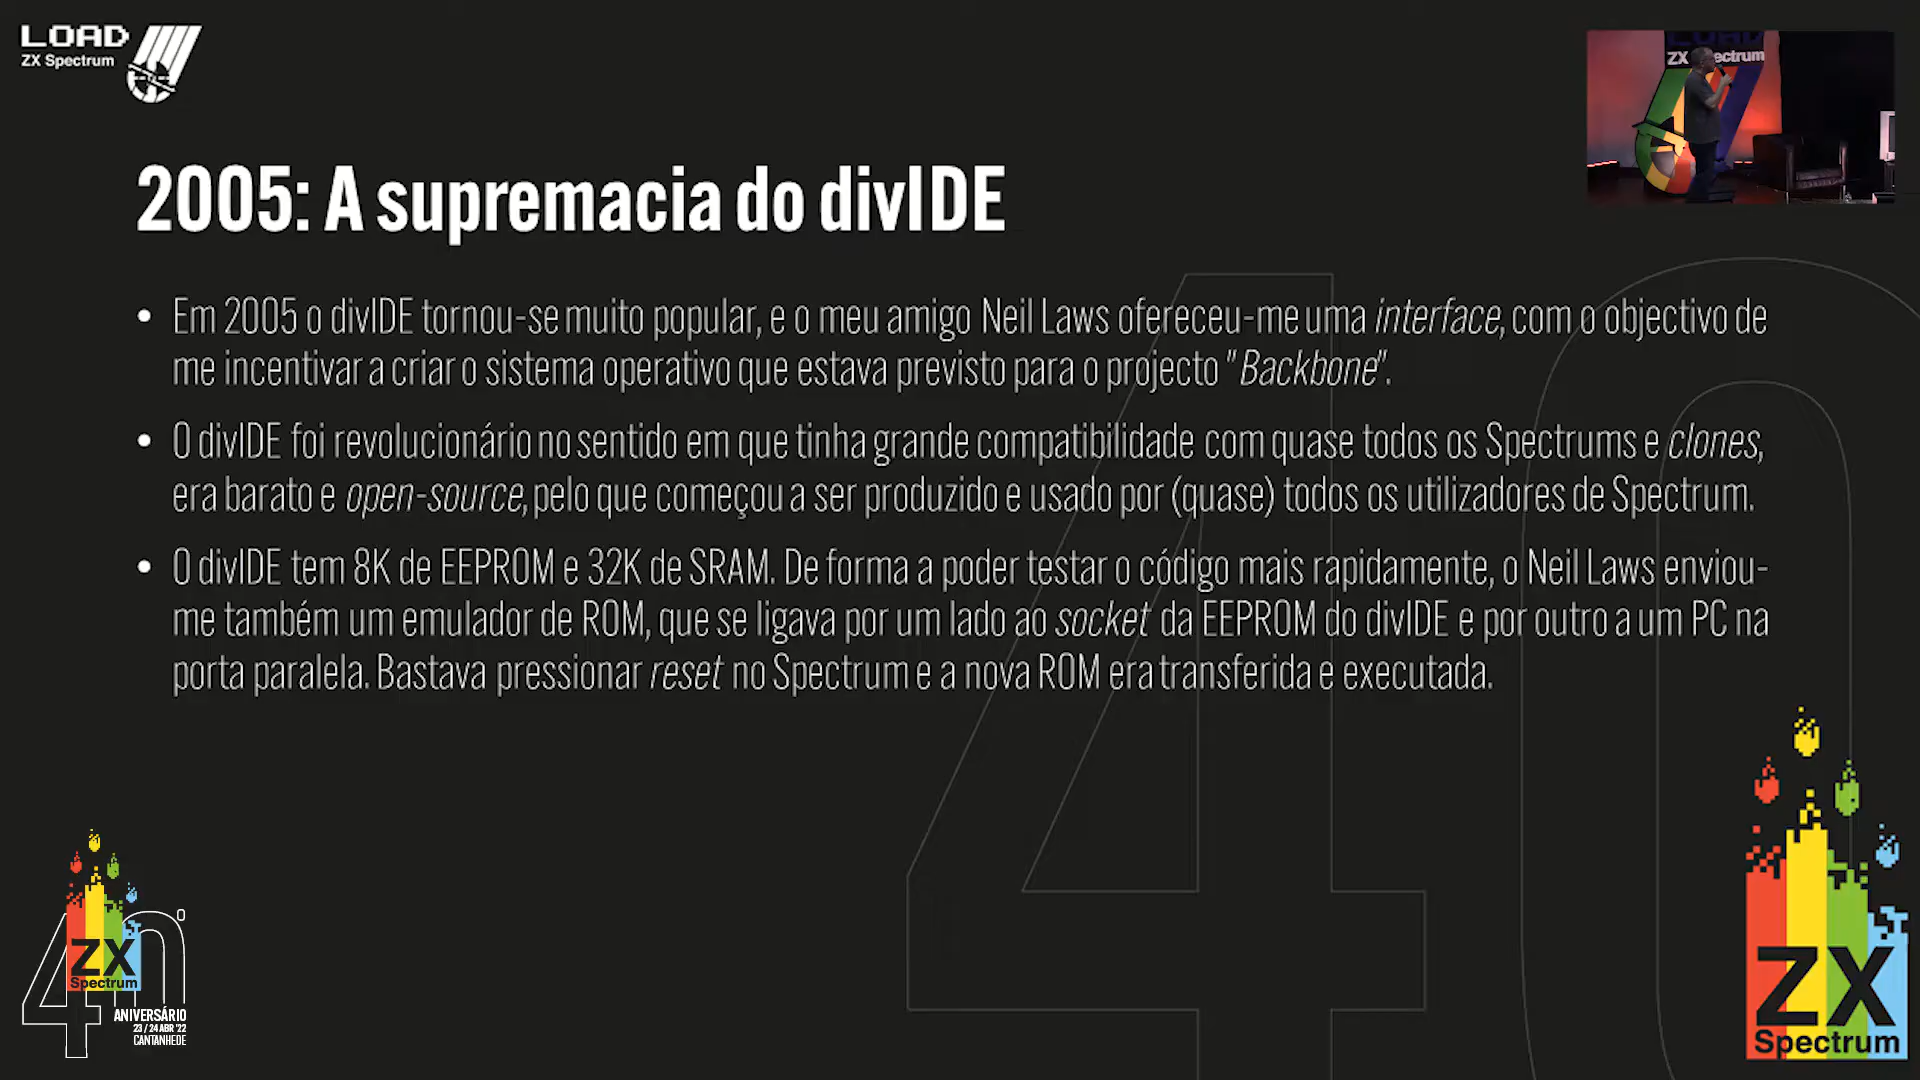 LOAD
ZX Spectrum
ZX Spectrum
2005: A supremacia do divIDE
• Em 2005 o divIDE tornou-se muito popular, e o meu amigo Neil Laws ofereceu-me uma interface, com o objectivo de
me incentivar a criar o sistema operativo que estava previsto para o projecto "Backbone".
• O divIDE foi revolucionário no sentido em que tinha grande compatibilidade com quase todos os Spectrums e clones,
era barato e open-source, pelo que começou a ser produzido e usado por (quase) todos os utilizadores de Spectrum.
• O divIDE tem 8K de EEPROM e 32K de SRAM. De forma a poder testar o código mais rapidamente, o Neil Laws enviou-
me também um emulador de ROM, que se ligava por um lado ao socket da EEPROM do divIDE e por outro a um PC na
porta paralela. Bastava pressionar reset no Spectrum e a nova ROM era transferida e executada.
40
40º
ZX
Spectrum
ANIVERSÁRIO
23 / 24 ABR '22
CANTANHEDE
ZX
Spectrum